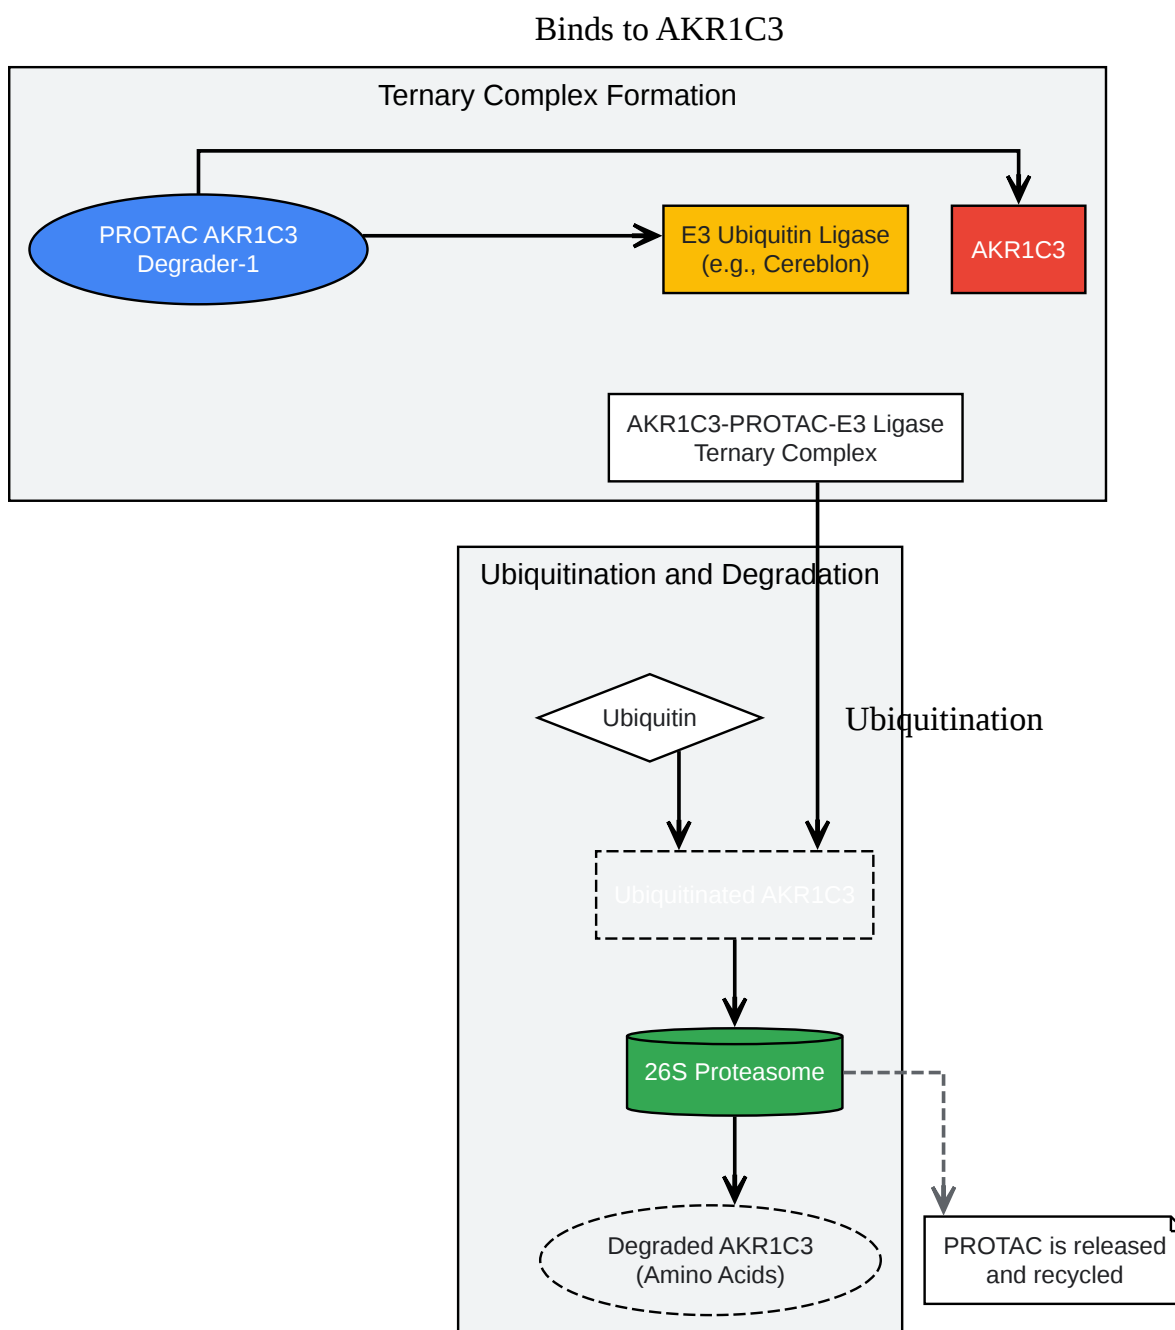 Binds to AKR1C3
Ternary Complex Formation
PROTAC AKR1C3
Degrader-1
E3 Ubiquitin Ligase
(e.g., Cereblon)
AKR1C3
AKR1C3-PROTAC-E3 Ligase
Ternary Complex
Ubiquitination and Degradation
Ubiquitin
Ubiquitination
Ubiquitinated AKR1C3
26S Proteasome
Degraded AKR1C3
(Amino Acids)
PROTAC is released
and recycled